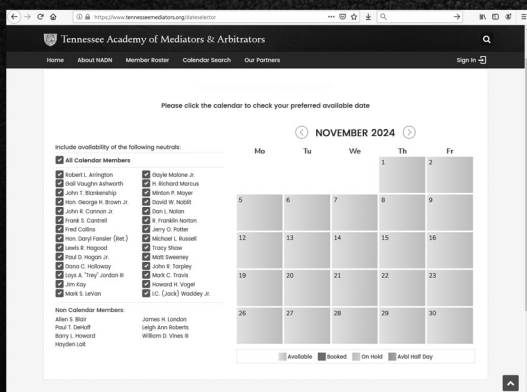 https://www.tennesseemediators.org/dateselector
Tennessee Academy of Mediators & Arbitrators
Home About NADN Member Roster Calendar Search Our Partners Sign In
Please click the calendar to check your preferred available date
NOVEMBER 2024
Include availability of the following neutrals:
All Calendar Members
Mo Tu We Th Fr
Robert L. Arrington Gayle Malone Jr.
Gail Vaughn Ashworth H. Richard Marcus
John T. Blankenship Minton P. Mayer
Hon. George H. Brown Jr. David W. Noblit
John R. Cannon Jr. Dan L. Nolan
Frank S. Cantrell R. Franklin Norton
Fred Collins Jerry O. Potter
Hon. Daryl Fansler (Ret.) Michael L. Russell
Lewis R. Hagood Tracy Shaw
Paul D. Hogan Jr. Matt Sweeney
Dana C. Holloway John R. Tarpley
Loys A. "Trey" Jordan III Mark C. Travis
Jim Kay Howard H. Vogel
Mark S. LeVan I.C. (Jack) Waddey Jr.
Non Calendar Members:
Allen S. Blair James H. London
Paul T. DeHoff Leigh Ann Roberts
Barry L. Howard William D. Vines III
Hayden Lait
1 2
5 6 7 8 9
12 13 14 15 16
19 20 21 22 23
26 27 28 29 30
Available Booked On Hold Avbl Half Day